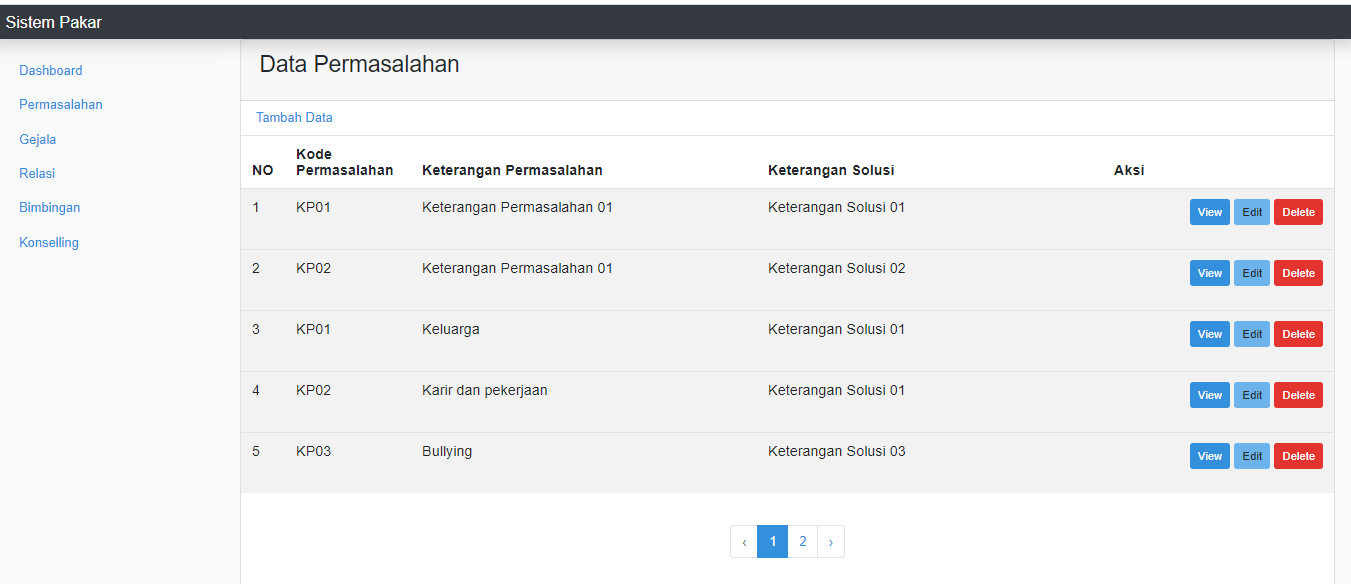 Sistem Pakar
Dashboard
Permasalahan
Gejala
Relasi
Bimbingan
Konselling
Data Permasalahan
Tambah Data
NO Kode Permasalahan Keterangan Permasalahan Keterangan Solusi Aksi
1 KP01 Keterangan Permasalahan 01 Keterangan Solusi 01 View Edit Delete
2 KP02 Keterangan Permasalahan 01 Keterangan Solusi 02 View Edit Delete
3 KP01 Keluarga Keterangan Solusi 01 View Edit Delete
4 KP02 Karir dan pekerjaan Keterangan Solusi 01 View Edit Delete
5 KP03 Bullying Keterangan Solusi 03 View Edit Delete
‹ 1 2 ›